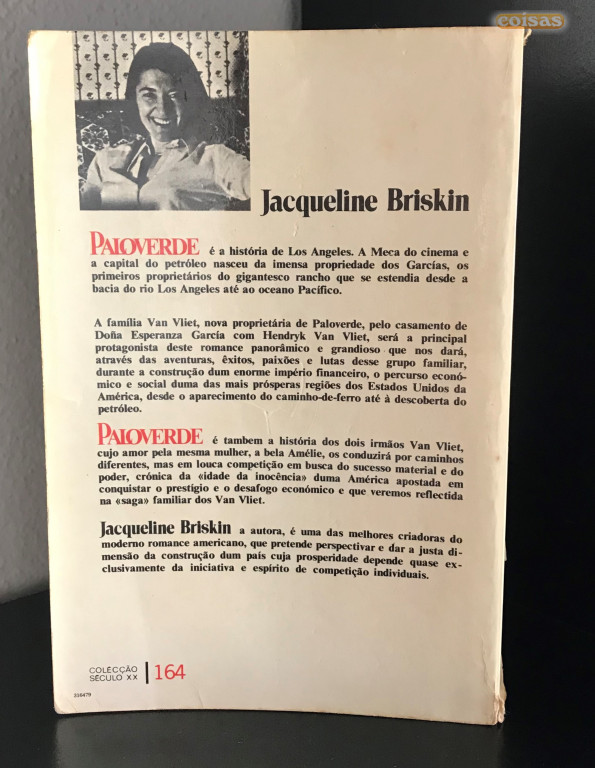 coisas
Jacqueline Briskin
PALOVERDE é a história de Los Angeles. A Meca do cinema e
a capital do petróleo nasceu da imensa propriedade dos Garcías, os
primeiros proprietários do gigantesco rancho que se estendia desde a
bacia do rio Los Angeles até ao oceano Pacífico.
A família Van Vliet, nova proprietária de Paloverde, pelo casamento de
Doña Esperanza García com Hendryk Van Vliet, será a principal
protagonista deste romance panorâmico e grandioso que nos dará,
através das aventuras, êxitos, paixões e lutas desse grupo familiar,
durante a construção dum enorme império financeiro, o percurso econó-
mico e social duma das mais prósperas regiões dos Estados Unidos da
América, desde o aparecimento do caminho-de-ferro até à descoberta do
petróleo.
PALOVERDE é tambem a história dos dois irmãos Van Vliet,
cujo amor pela mesma mulher, a bela Amélie, os conduzirá por caminhos
diferentes, mas em louca competição em busca do sucesso material e do
poder, crónica da «idade da inocência» duma América apostada em
conquistar o prestígio e o desafogo económico e que veremos reflectida
na «saga» familiar dos Van Vliet.
Jacqueline Briskin a autora, é uma das melhores criadoras do
moderno romance americano, que pretende perspectivar e dar a justa di-
mensão da construção dum país cuja prosperidade depende quase ex-
clusivamente da iniciativa e espírito de competição individuais.
COLECÇÃO
SÉCULO XX | 164
316479